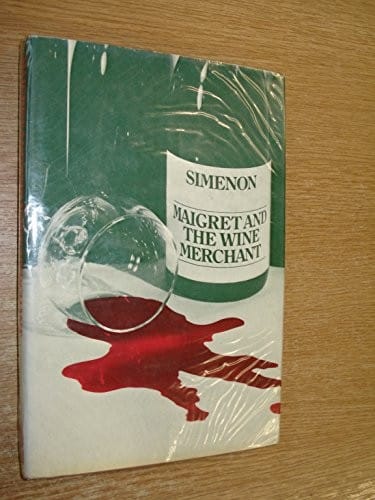 SIMENON
MAIGRET AND
THE WINE
MERCHANT